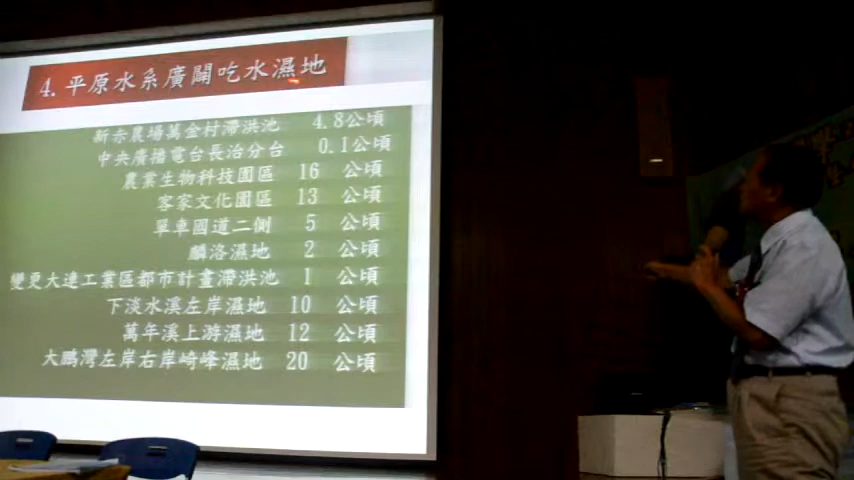 4. 平原水系廣闢吃水濕地
新赤農場萬金村滯洪池 4.8公頃
中央廣播電台長治分台 0.1公頃
農業生物科技園區 16 公頃
客家文化園區 13 公頃
單車國道二側 5 公頃
麟洛濕地 2 公頃
變更大連工業區都市計畫滯洪池 1 公頃
下淡水溪左岸濕地 10 公頃
萬年溪上游濕地 12 公頃
大鵬灣左岸右岸崎峰濕地 20 公頃